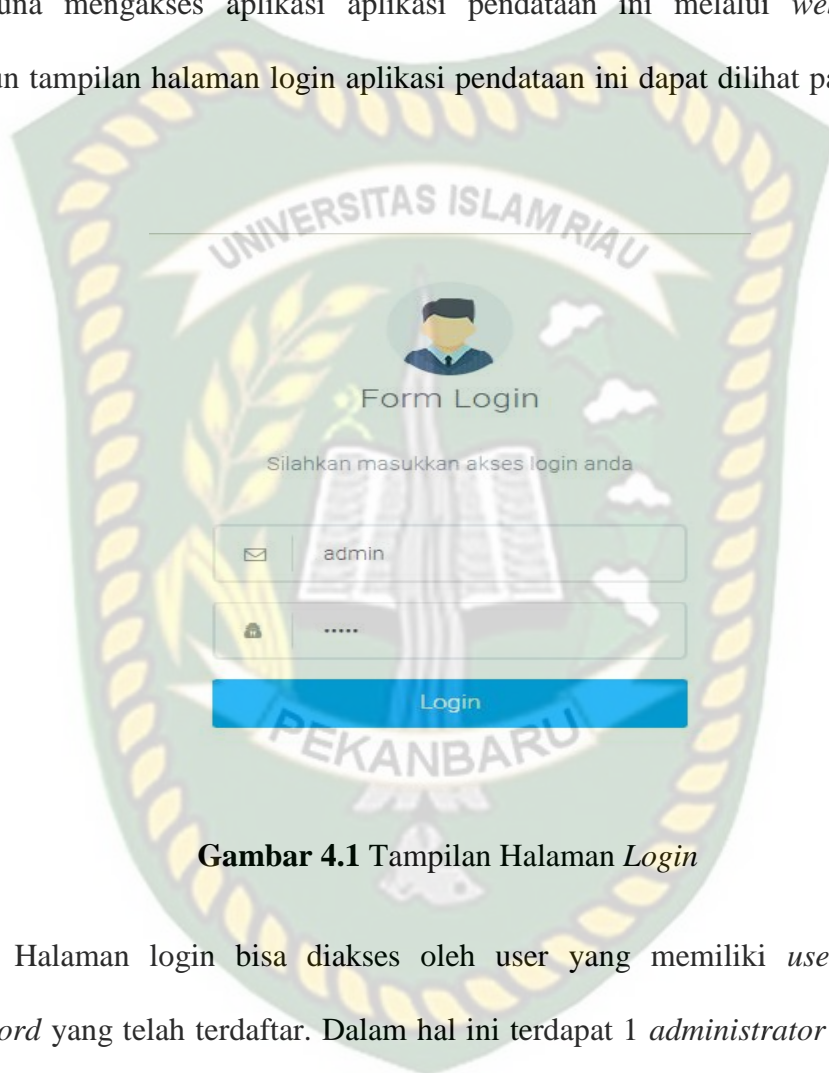 mengakses aplikasi aplikasi pendataan ini melalui
tampilan halaman login aplikasi pendataan ini dapat dilihat
UNIVERSITAS ISLAM RIAU
Form Login
Silahkan masukkan akses login anda
admin
•••••
Login
PEKANBARU
Gambar 4.1 Tampilan Halaman Login
Halaman login bisa diakses oleh user yang memiliki use
ord yang telah terdaftar. Dalam hal ini terdapat 1 administrator